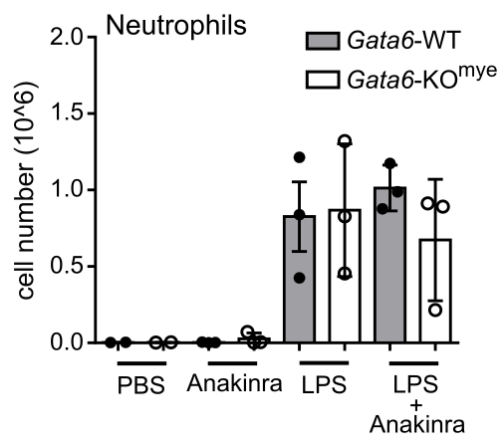 Neutrophils
Gata6-WT
Gata6-KOmye
cell number (10^6)
2.0
1.5
1.0
0.5
0.0
PBS
Anakinra
LPS
LPS
+
Anakinra